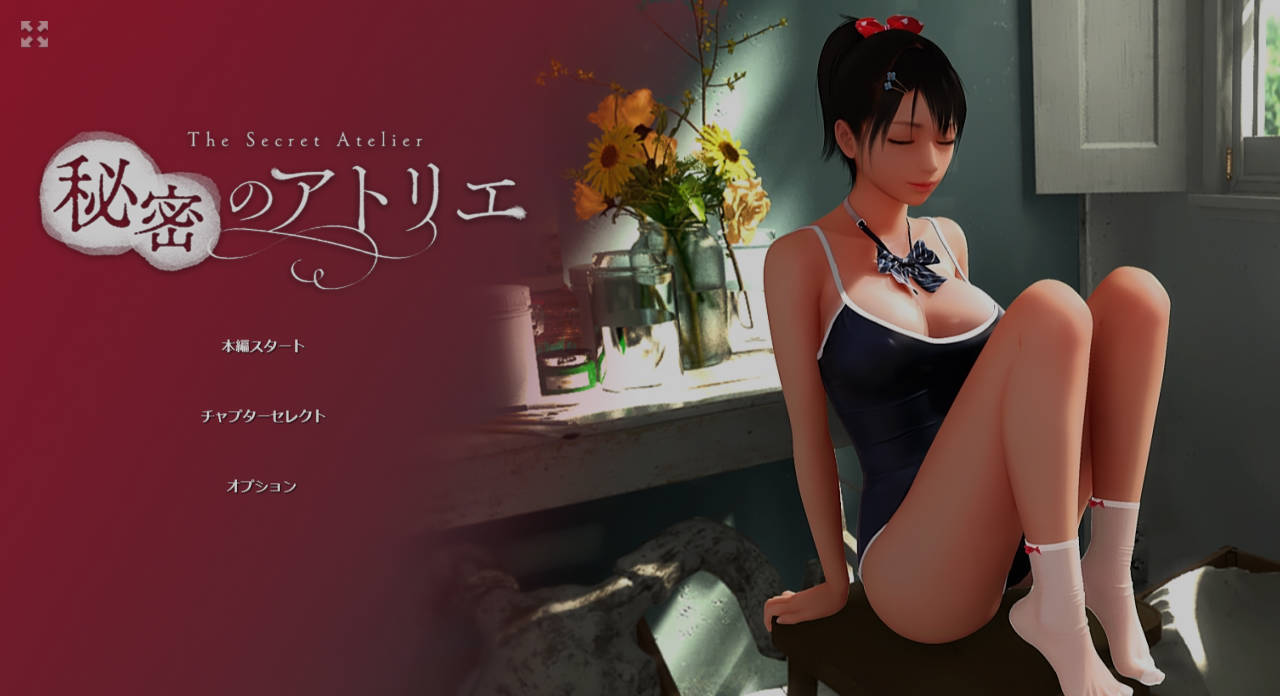 The Secret Atelier
秘密のアトリエ
本編スタート
チャプターセレクト
オプション